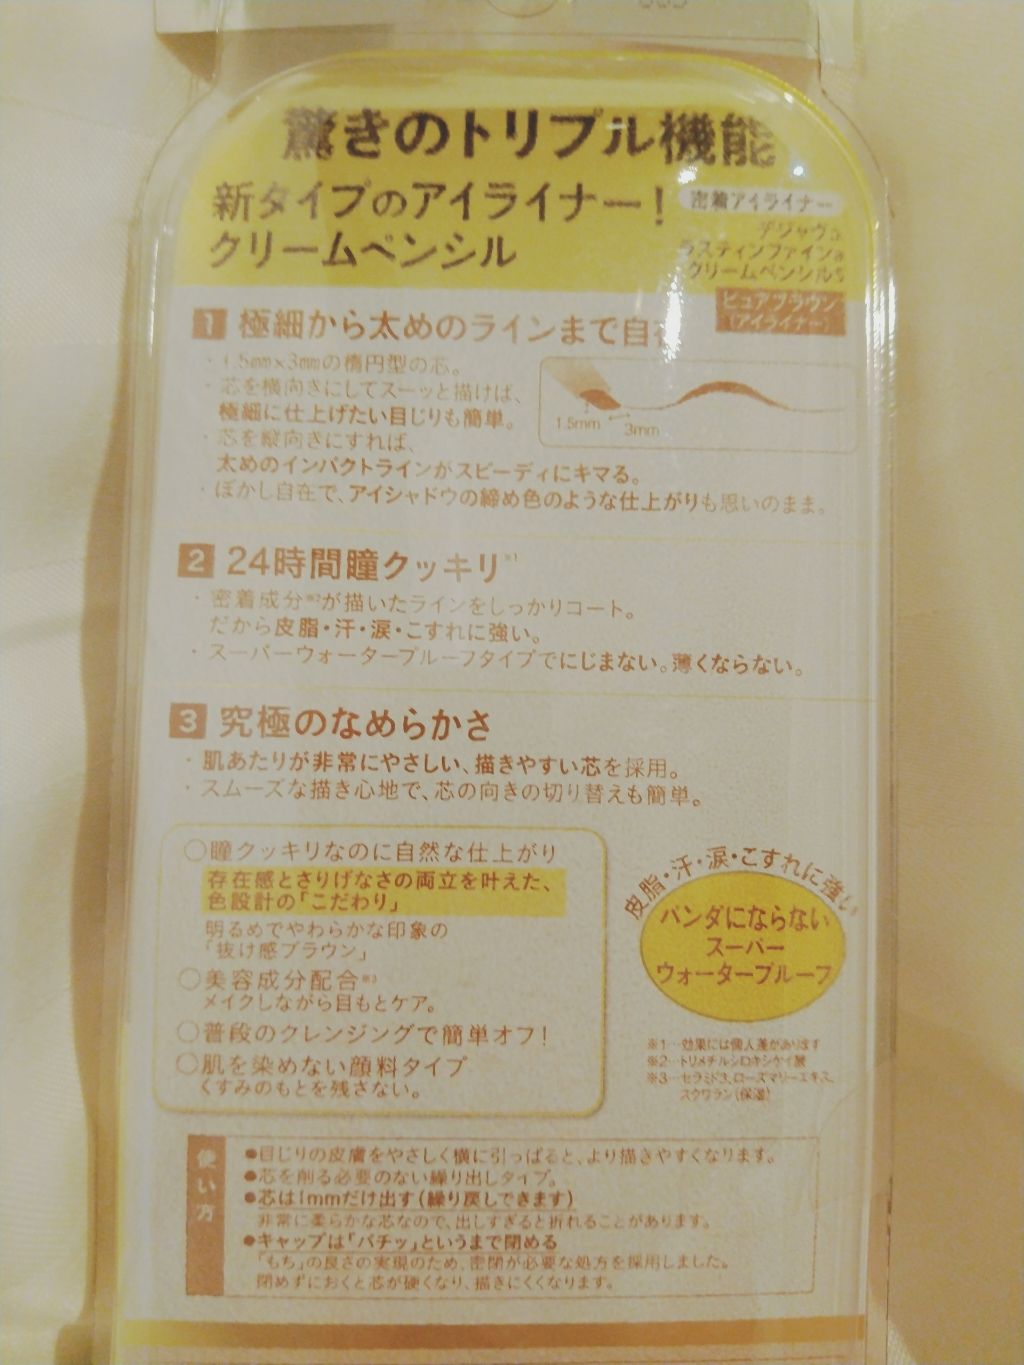 驚きのトリプル機能
新タイプのアイライナー!
クリームペンシル
密着アイライナー
デジャヴュ
ラスティンファインa
クリームペンシルS
ピュアブラウン
(アイライナー)
1 極細から太めのラインまで自在
・1.5mm×3mmの楕円型の芯。
・芯を横向きにしてスーッと描けば、
極細に仕上げたい目じりも簡単。
・芯を縦向きにすれば、
太めのインパクトラインがスピーディにキマる。
・ぼかし自在で、アイシャドウの締め色のような仕上がりも思いのまま。
1.5mm 3mm
2 24時間瞳クッキリ※1
・密着成分※2が描いたラインをしっかりコート。
だから皮脂・汗・涙・こすれに強い。
・スーパーウォータープルーフタイプでにじまない。薄くならない。
3 究極のなめらかさ
・肌あたりが非常にやさしい、描きやすい芯を採用。
・スムーズな描き心地で、芯の向きの切り替えも簡単。
○瞳クッキリなのに自然な仕上がり
存在感とさりげなさの両立を叶えた、
色設計の「こだわり」
明るめでやわらかな印象の
「抜け感ブラウン」
○美容成分配合※3
メイクしながら目もとケア。
○普段のクレンジングで簡単オフ!
○肌を染めない顔料タイプ
くすみのもとを残さない。
皮脂・汗・涙・こすれに強い
パンダにならない
スーパー
ウォータープルーフ
※1…効果には個人差があります
※2…トリメチルシロキシケイ酸
※3…セラミド3、ローズマリーエキス、
スクワラン(保湿)
使い方
●目じりの皮膚をやさしく横に引っぱると、より描きやすくなります。
●芯を削る必要のない繰り出しタイプ。
●芯は1mmだけ出す(繰り戻しできます)
非常に柔らかな芯なので、出しすぎると折れることがあります。
●キャップは「パチッ」というまで閉める
「もち」の良さの実現のため、密閉が必要な処方を採用しました。
閉めずにおくと芯が硬くなり、描きにくくなります。